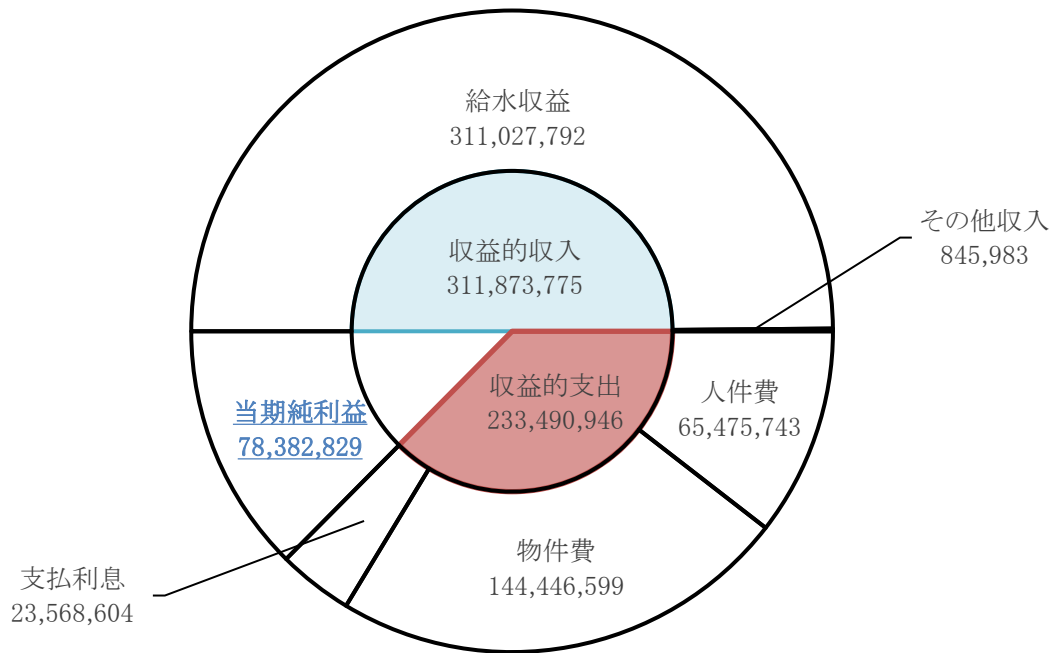 給水収益
311,027,792
その他収入
845,983
収益的収入
311,873,775
収益的支出
233,490,946
人件費
65,475,743
当期純利益
78,382,829
物件費
144,446,599
支払利息
23,568,604